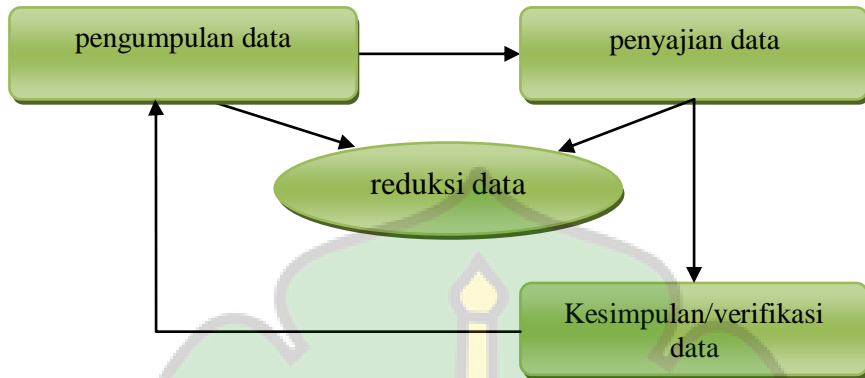 pengumpulan data
penyajian data
reduksi data
Kesimpulan/verifikasi
data